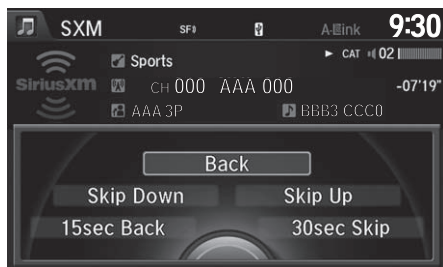 SXM SF A-Link 9:30
Sports CAT 02
SiriusXM CH 000 AAA 000 -07'19"
AAA 3P BBB3 CCC0
Back
Skip Down Skip Up
15sec Back 30sec Skip